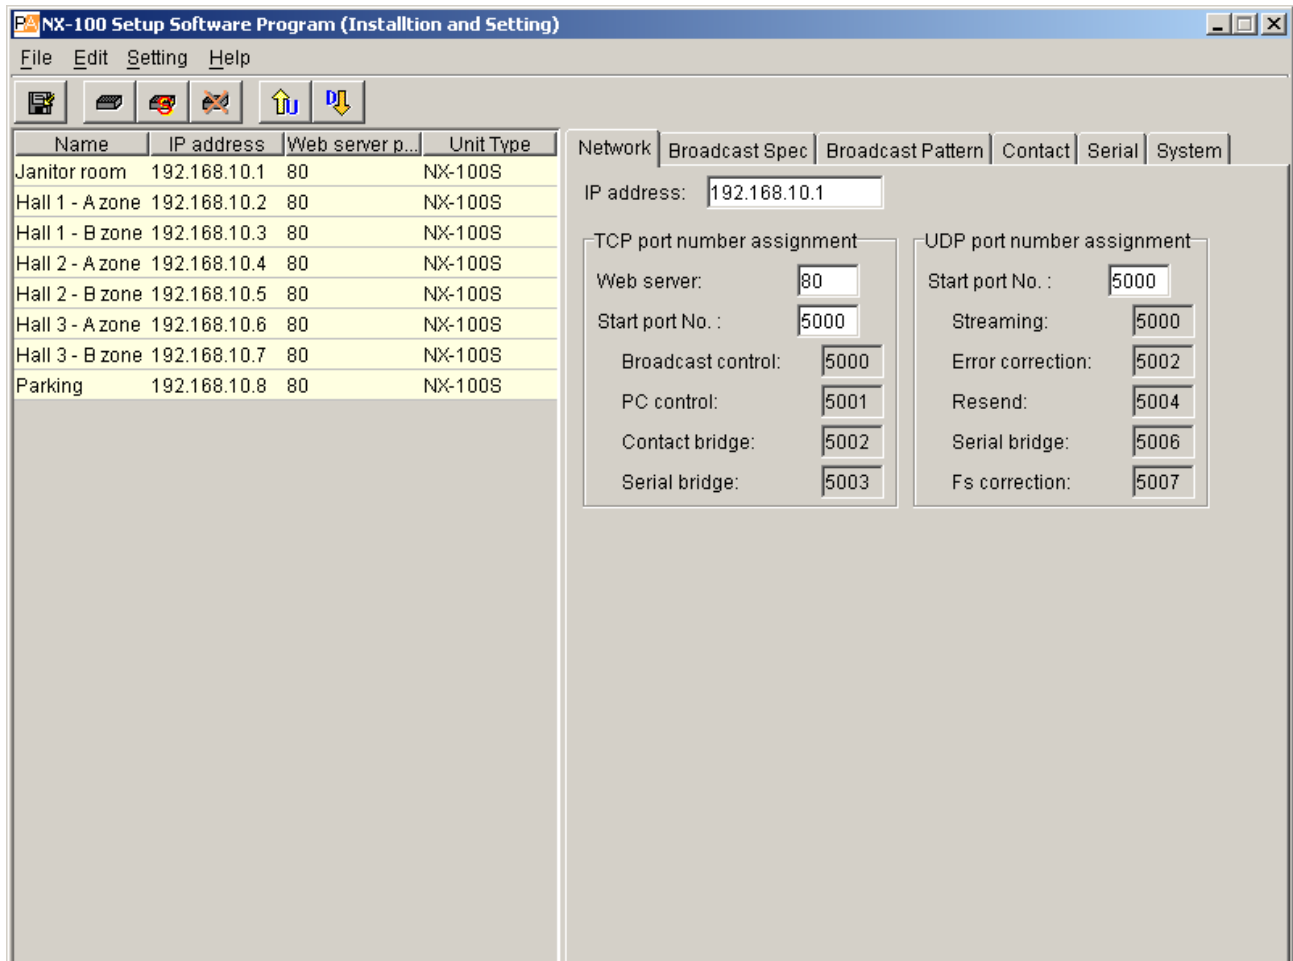 NX-100 Setup Software Program (Installtion and Setting)
File Edit Setting Help
U D
Name IP address Web server p... Unit Type
Janitor room 192.168.10.1 80 NX-100S
Hall 1 - A zone 192.168.10.2 80 NX-100S
Hall 1 - B zone 192.168.10.3 80 NX-100S
Hall 2 - A zone 192.168.10.4 80 NX-100S
Hall 2 - B zone 192.168.10.5 80 NX-100S
Hall 3 - A zone 192.168.10.6 80 NX-100S
Hall 3 - B zone 192.168.10.7 80 NX-100S
Parking 192.168.10.8 80 NX-100S
Network Broadcast Spec Broadcast Pattern Contact Serial System
IP address: 192.168.10.1
TCP port number assignment
Web server: 80
Start port No. : 5000
Broadcast control: 5000
PC control: 5001
Contact bridge: 5002
Serial bridge: 5003
UDP port number assignment
Start port No. : 5000
Streaming: 5000
Error correction: 5002
Resend: 5004
Serial bridge: 5006
Fs correction: 5007